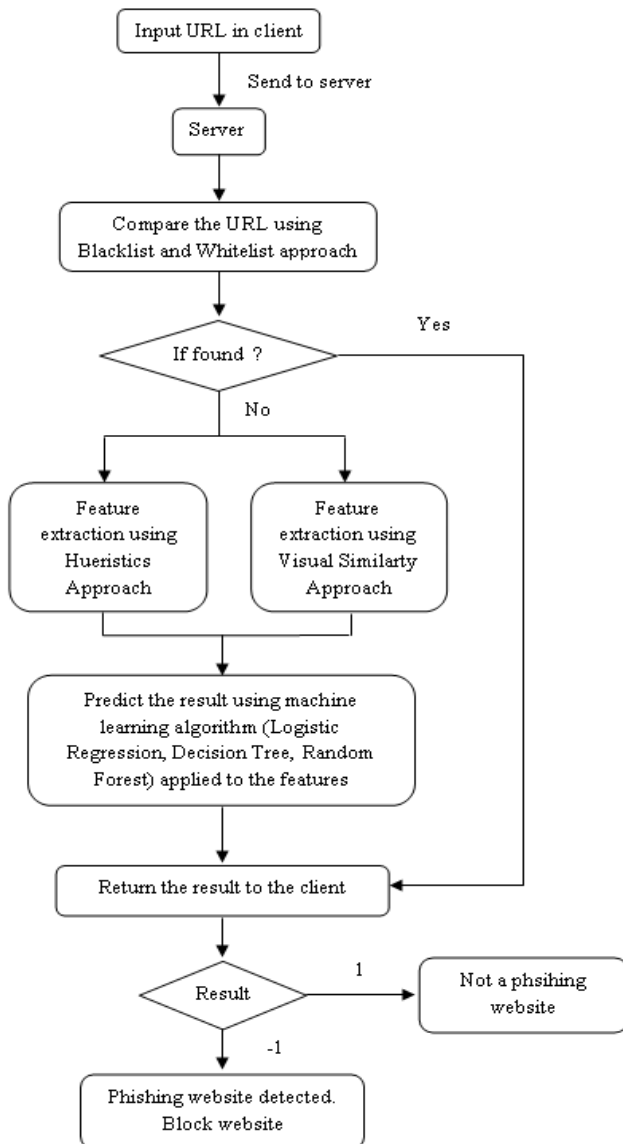 Input URL in client
Send to server
Server
Compare the URL using
Blacklist and Whitelist approach
Yes
If found ?
No
Feature
extraction using
Hueristics
Approach
Feature
extraction using
Visual Similarty
Approach
Predict the result using machine
learning algorithm (Logistic
Regression, Decision Tree, Random
Forest) applied to the features
Return the result to the client
1
Result
Not a phsihing
website
-1
Phishing website detected.
Block website